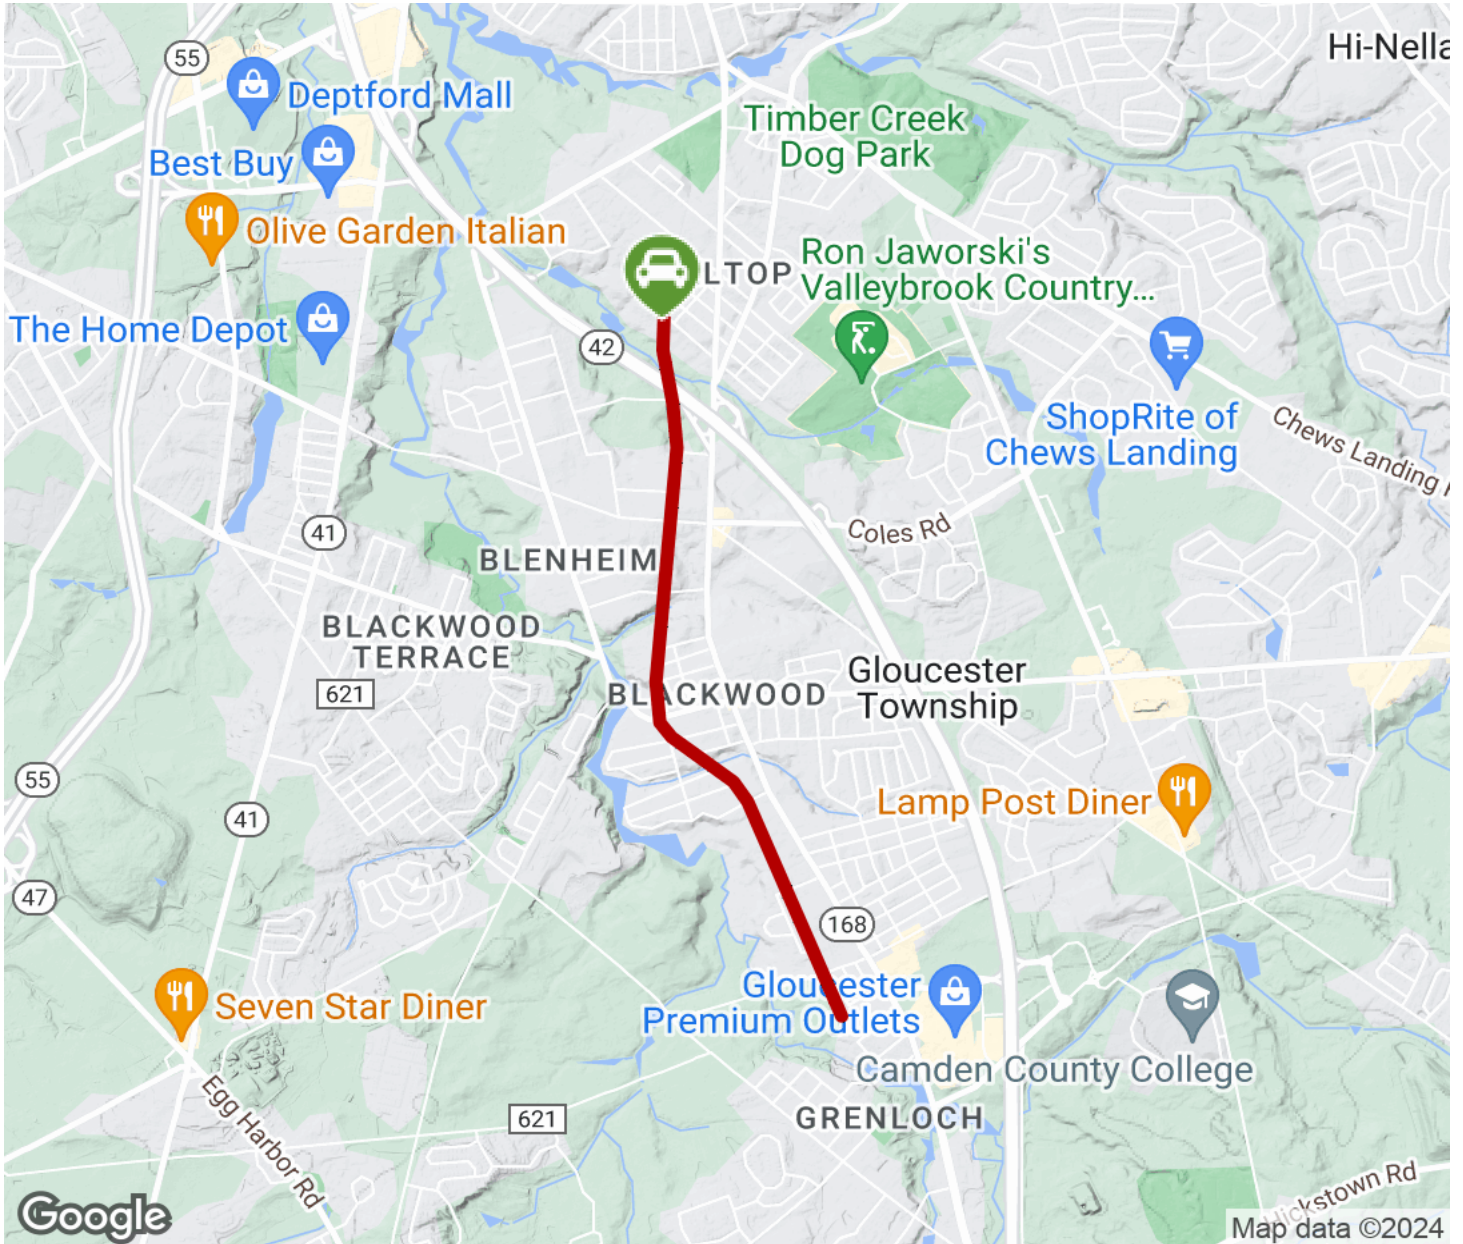 Hi-Nella
55
Deptford Mall
Timber Creek
Dog Park
Best Buy
Olive Garden Italian
LTOP
Ron Jaworski's
Valleybrook Country...
The Home Depot
42
ShopRite of
Chews Landing
Chews Landing
41
Coles Rd
BLENHEIM
BLACKWOOD
TERRACE
621
BLACKWOOD
Gloucester
Township
55
41
Lamp Post Diner
47
168
Gloucester
Premium Outlets
Seven Star Diner
Camden County College
Egg Harbor Rd
621
GRENLOCH
Hickstown Rd
Google
Map data ©2024